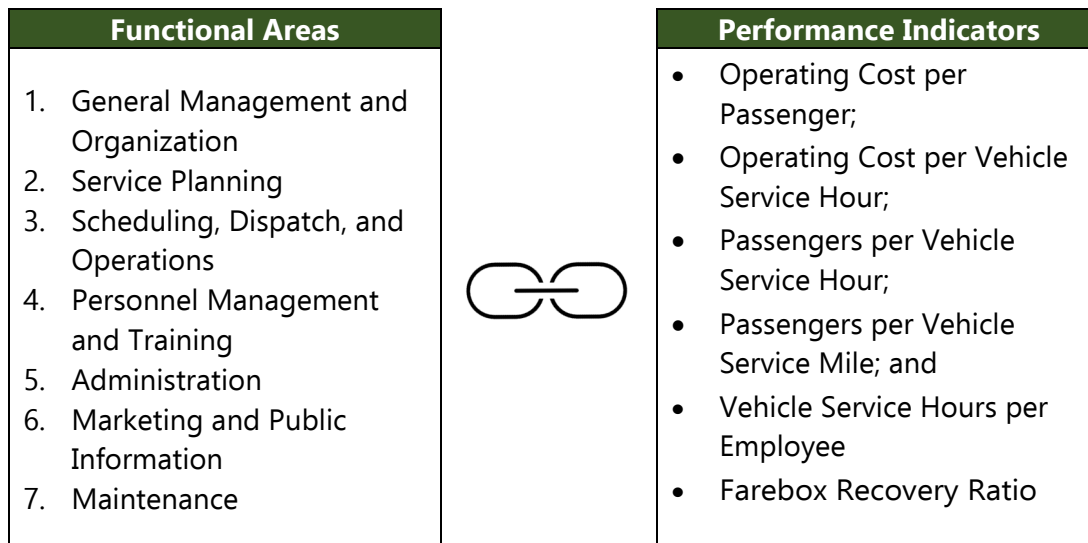 Functional Areas
1. General Management and
Organization
2. Service Planning
3. Scheduling, Dispatch, and
Operations
4. Personnel Management
and Training
5. Administration
6. Marketing and Public
Information
7. Maintenance
Performance Indicators
• Operating Cost per
Passenger;
• Operating Cost per Vehicle
Service Hour;
• Passengers per Vehicle
Service Hour;
• Passengers per Vehicle
Service Mile; and
• Vehicle Service Hours per
Employee
• Farebox Recovery Ratio